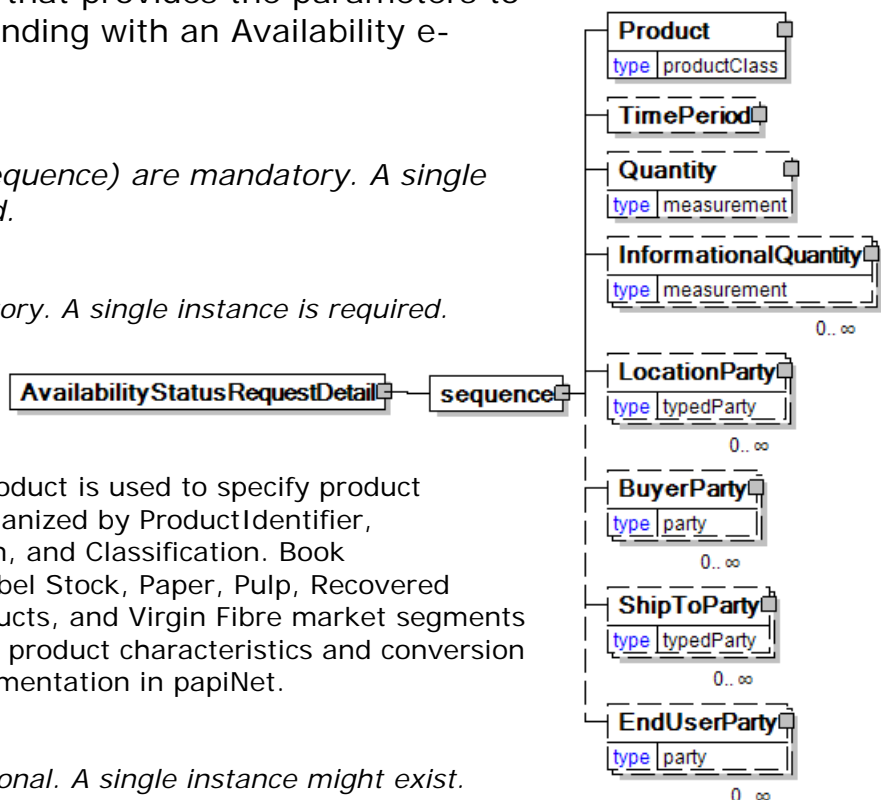 that provides the parameters to
nding with an Availability e-
equence) are mandatory. A single
d.
ory. A single instance is required.
AvailabilityStatusRequestDetail
sequence
oduct is used to specify product
anized by ProductIdentifier,
n, and Classification. Book
bel Stock, Paper, Pulp, Recovered
ucts, and Virgin Fibre market segments
product characteristics and conversion
mentation in papiNet.
onal. A single instance might exist.
Product
type productClass
TimePeriod
Quantity
type measurement
InformationalQuantity
type measurement
0.. ∞
LocationParty
type typedParty
0.. ∞
BuyerParty
type party
0.. ∞
ShipToParty
type typedParty
0.. ∞
EndUserParty
type party
0.. ∞